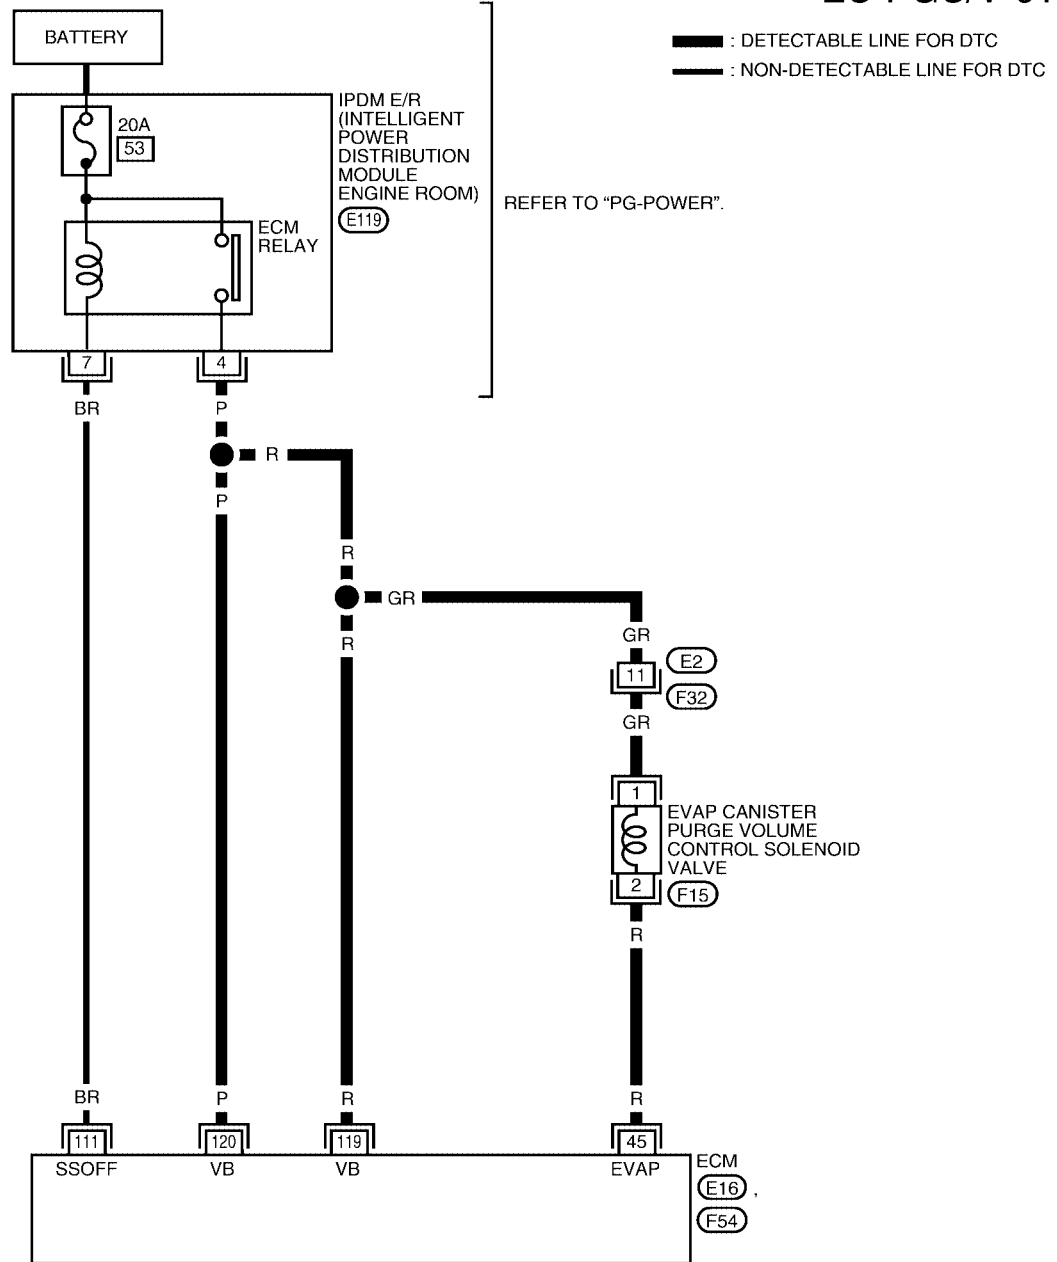 BATTERY
: DETECTABLE LINE FOR DTC
: NON-DETECTABLE LINE FOR DTC
20A
53
IPDM E/R
(INTELLIGENT
POWER
DISTRIBUTION
MODULE
ENGINE ROOM)
E119
REFER TO “PG-POWER”.
ECM
RELAY
7
4
BR
P
R
P
R
GR
R
GR
11
E2
F32
GR
1
EVAP CANISTER
PURGE VOLUME
CONTROL SOLENOID
VALVE
2
F15
R
BR
P
R
R
111
120
119
45
SSOFF
VB
VB
EVAP
ECM
E16 ,
F54